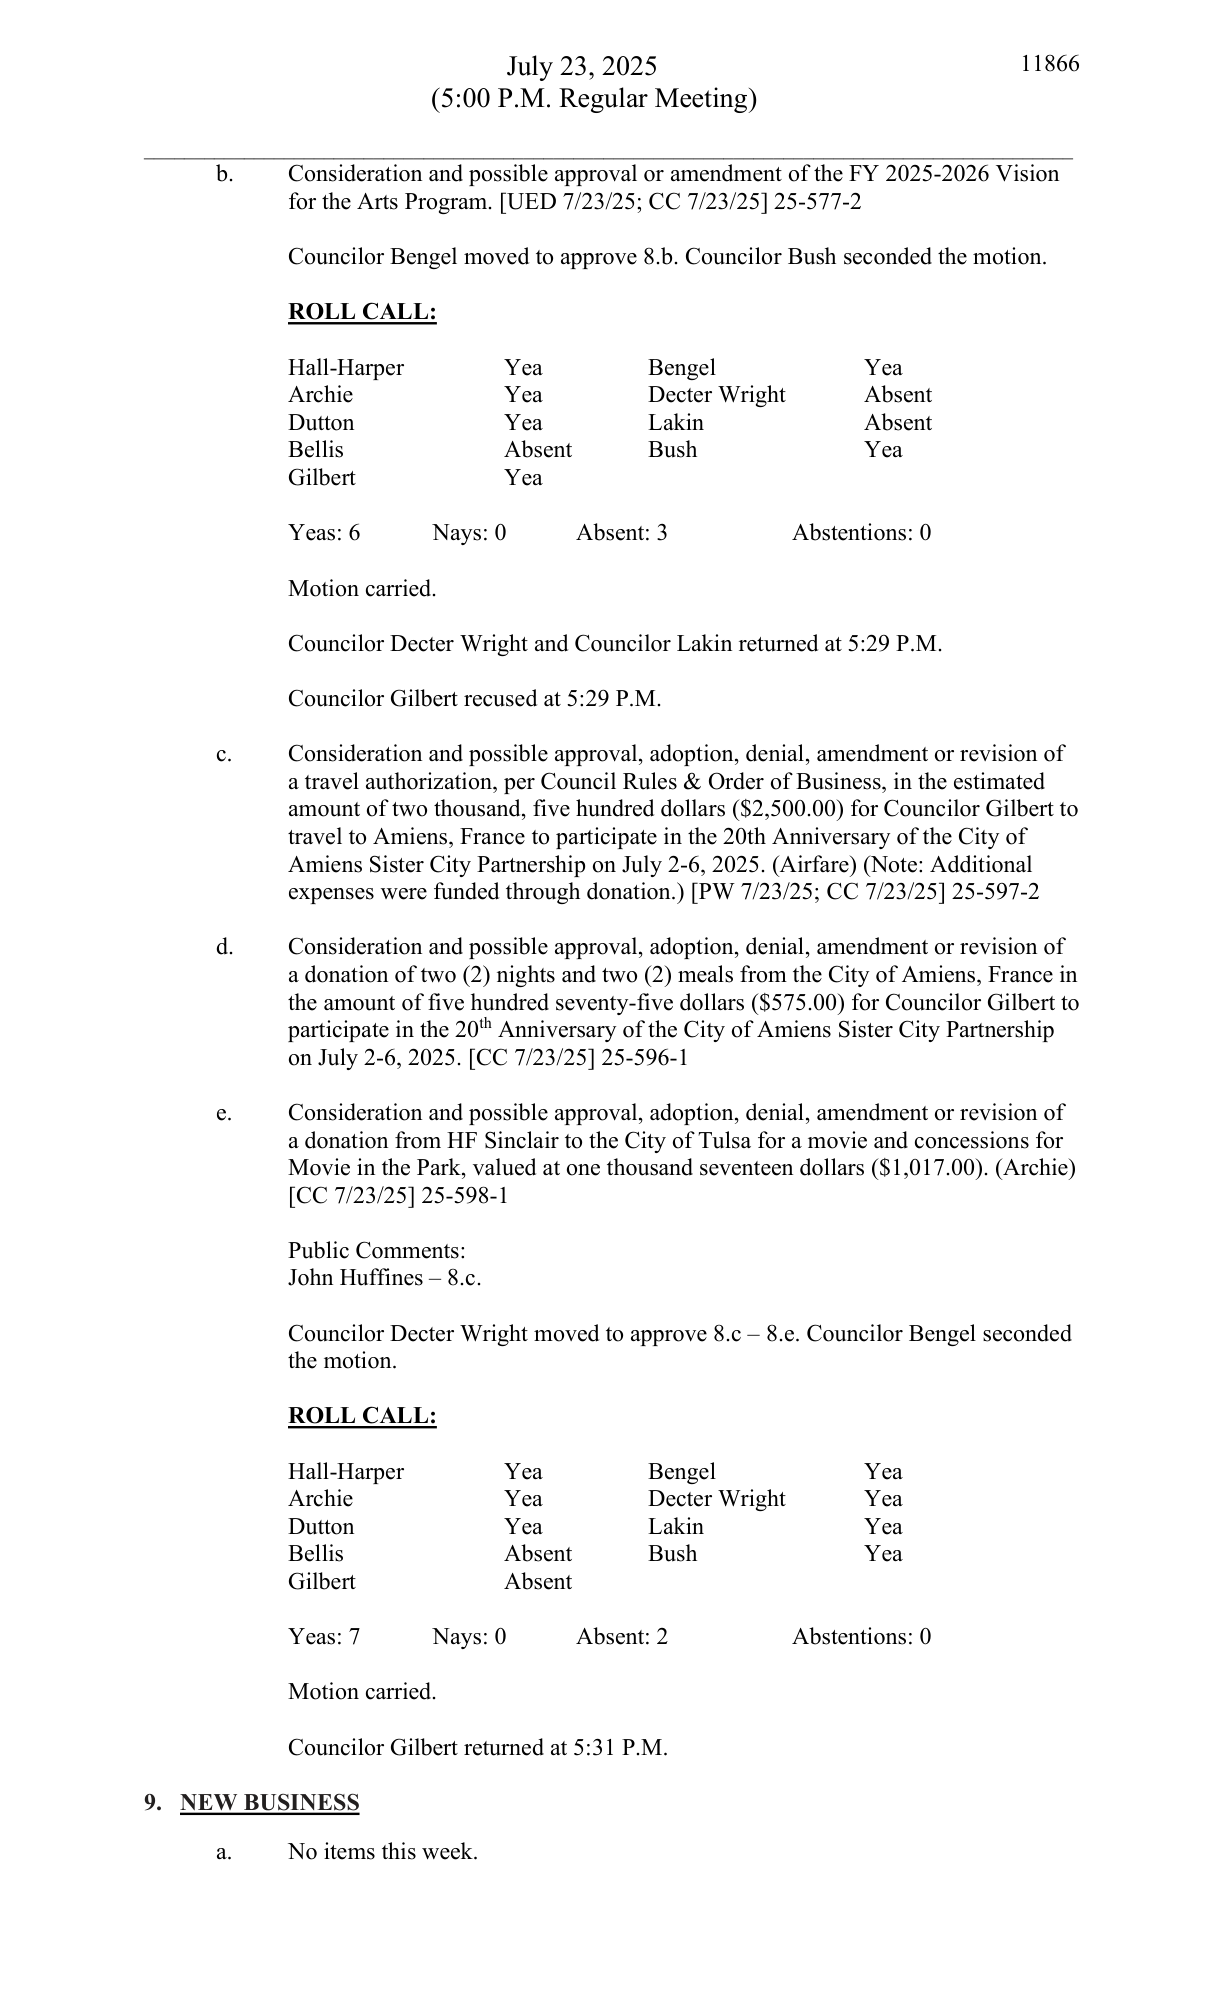 July 23, 2025
11866
(5:00 P.M. Regular Meeting)
b. Consideration and possible approval or amendment of the FY 2025-2026 Vision
for the Arts Program. [UED 7/23/25; CC 7/23/25] 25-577-2
Councilor Bengel moved to approve 8.b. Councilor Bush seconded the motion.
ROLL CALL:
Hall-Harper Yea Bengel Yea
Archie Yea Decter Wright Absent
Dutton Yea Lakin Absent
Bellis Absent Bush Yea
Gilbert Yea
Yeas: 6 Nays: 0 Absent: 3 Abstentions: 0
Motion carried.
Councilor Decter Wright and Councilor Lakin returned at 5:29 P.M.
Councilor Gilbert recused at 5:29 P.M.
c. Consideration and possible approval, adoption, denial, amendment or revision of
a travel authorization, per Council Rules & Order of Business, in the estimated
amount of two thousand, five hundred dollars ($2,500.00) for Councilor Gilbert to
travel to Amiens, France to participate in the 20th Anniversary of the City of
Amiens Sister City Partnership on July 2-6, 2025. (Airfare) (Note: Additional
expenses were funded through donation.) [PW 7/23/25; CC 7/23/25] 25-597-2
d. Consideration and possible approval, adoption, denial, amendment or revision of
a donation of two (2) nights and two (2) meals from the City of Amiens, France in
the amount of five hundred seventy-five dollars ($575.00) for Councilor Gilbert to
participate in the 20th Anniversary of the City of Amiens Sister City Partnership
on July 2-6, 2025. [CC 7/23/25] 25-596-1
e. Consideration and possible approval, adoption, denial, amendment or revision of
a donation from HF Sinclair to the City of Tulsa for a movie and concessions for
Movie in the Park, valued at one thousand seventeen dollars ($1,017.00). (Archie)
[CC 7/23/25] 25-598-1
Public Comments:
John Huffines – 8.c.
Councilor Decter Wright moved to approve 8.c – 8.e. Councilor Bengel seconded
the motion.
ROLL CALL:
Hall-Harper Yea Bengel Yea
Archie Yea Decter Wright Yea
Dutton Yea Lakin Yea
Bellis Absent Bush Yea
Gilbert Absent
Yeas: 7 Nays: 0 Absent: 2 Abstentions: 0
Motion carried.
Councilor Gilbert returned at 5:31 P.M.
9. NEW BUSINESS
a. No items this week.